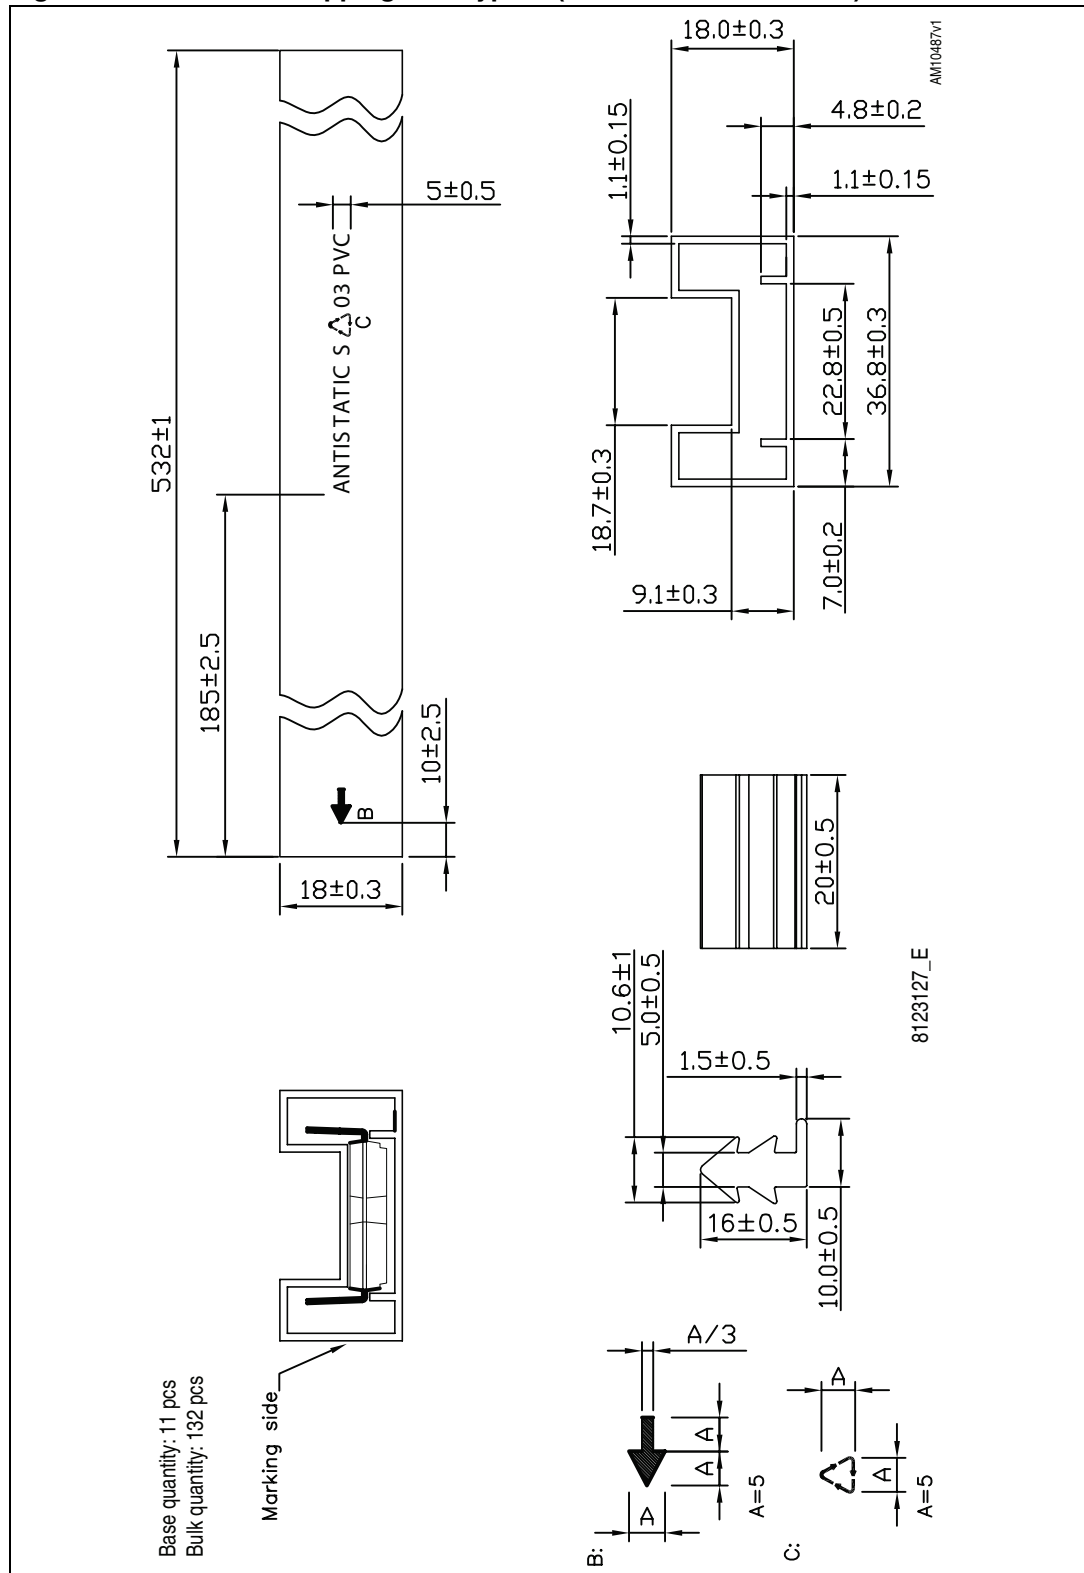 AM10487v1
18.0±0.3
4.8±0.2
1.1±0.15
1.1±0.15
5±0.5
ANTISTATIC S 03 PVC
C
532±1
185±2.5
10±2.5
B
18±0.3
18.7±0.3
9.1±0.3
22.8±0.5
36.8±0.3
7.0±0.2
20±0.5
8123127_E
10.6±1
5.0±0.5
1.5±0.5
16±0.5
10.0±0.5
Base quantity: 11 pcs
Bulk quantity: 132 pcs
Marking side
B:
A/3
A
A
A
A=5
C:
A
A
A=5